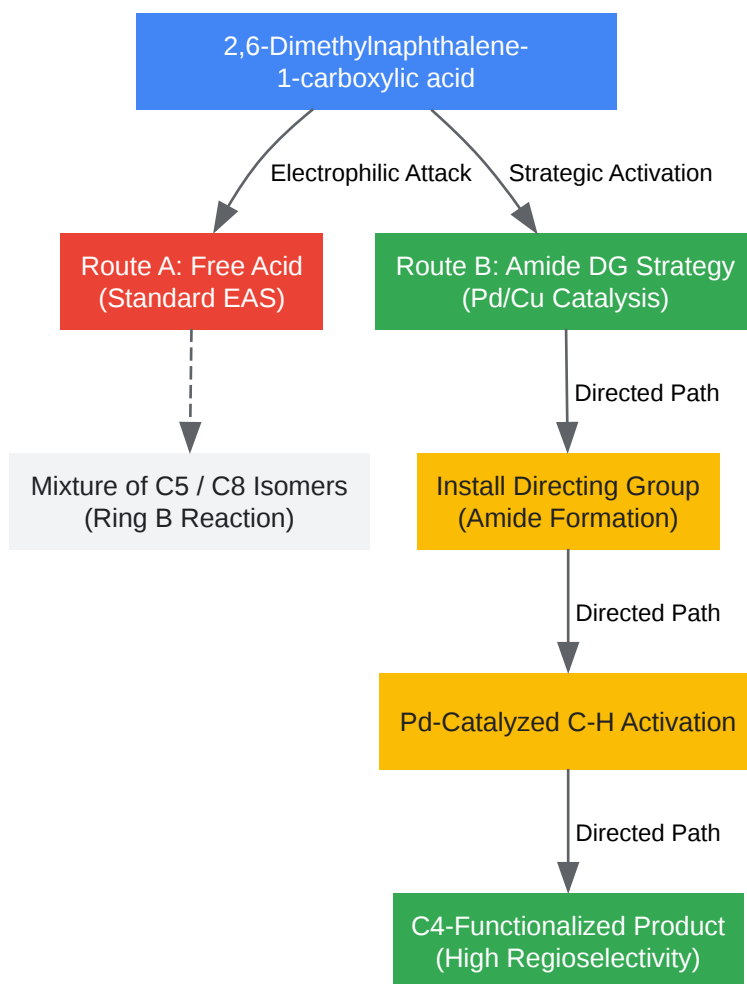 2,6-Dimethylnaphthalene-
1-carboxylic acid
Electrophilic Attack
Strategic Activation
Route A: Free Acid
(Standard EAS)
Route B: Amide DG Strategy
(Pd/Cu Catalysis)
Directed Path
Mixture of C5 / C8 Isomers
(Ring B Reaction)
Install Directing Group
(Amide Formation)
Directed Path
Pd-Catalyzed C-H Activation
Directed Path
C4-Functionalized Product
(High Regioselectivity)